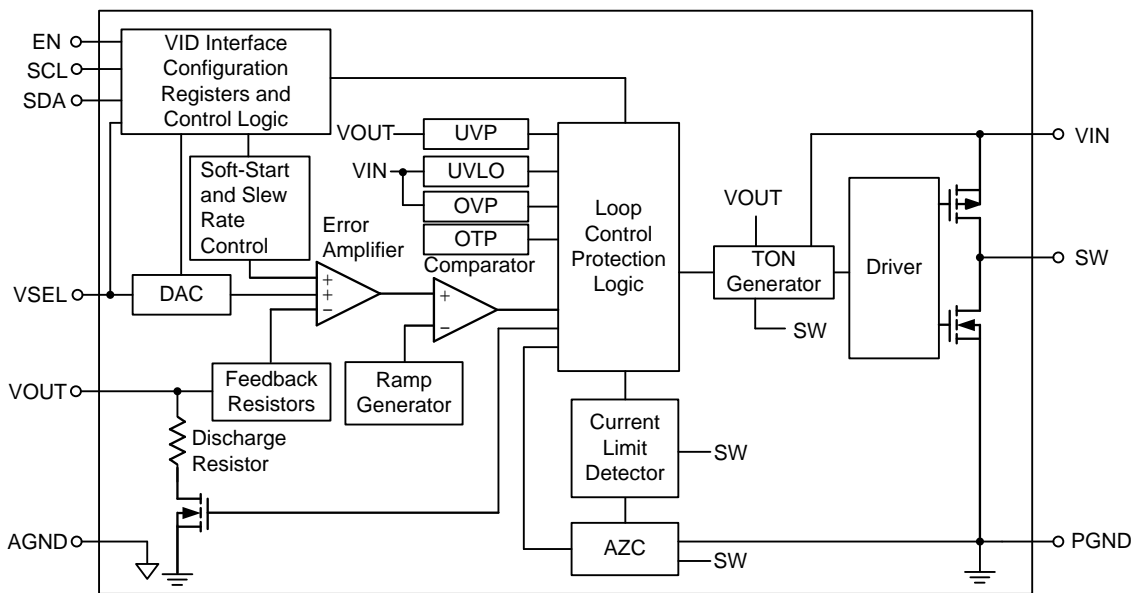 EN
SCL
SDA
VID Interface
Configuration
Registers and
Control Logic
VOUT
UVP
VIN
UVLO
OVP
OTP
Soft-Start
and Slew
Rate
Control
Error
Amplifier
Comparator
+
+
−
+
−
VSEL
DAC
VOUT
Feedback
Resistors
Ramp
Generator
Discharge
Resistor
AGND
Loop
Control
Protection
Logic
Current
Limit
Detector
SW
AZC
SW
VOUT
TON
Generator
SW
Driver
VIN
SW
PGND